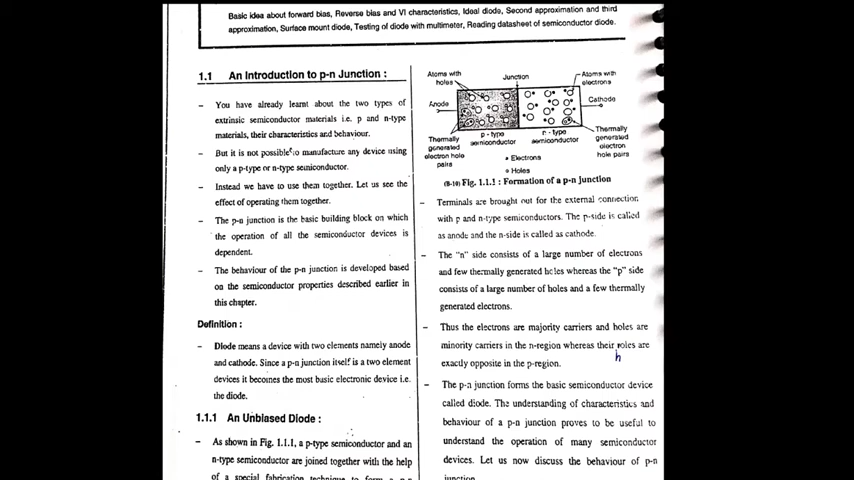 Basic idea about forward bias, Reverse bias and VI characteristics, Ideal diode, Second approximation and third
approximation, Surface mount diode, Testing of diode with multimeter, Reading datasheet of semiconductor diode.
1.1 An Introduction to p-n Junction :
– You have already learnt about the two types of
extrinsic semiconductor materials i.e. p and n-type
materials, their characteristics and behaviour.
– But it is not possible to manufacture any device using
only a p-type or n-type semiconductor.
– Instead we have to use them together. Let us see the
effect of operating them together.
– The p-n junction is the basic building block on which
the operation of all the semiconductor devices is
dependent.
– The behaviour of the p-n junction is developed based
on the semiconductor properties described earlier in
this chapter.
Definition :
– Diode means a device with two elements namely anode
and cathode. Since a p-n junction itself is a two element
devices it becomes the most basic electronic device i.e.
the diode.
1.1.1 An Unbiased Diode :
– As shown in Fig. 1.1.1, a p-type semiconductor and an
n-type semiconductor are joined together with the help
of a special fabrication technique to form a p-n
Atoms with
holes
Junction
Atoms with
electrons
Anode
Cathode
Thermally
generated
electron hole
pairs
p - type
semiconductor
n - type
semiconductor
Thermally
generated
electron
hole pairs
• Electrons
o Holes
(B-10) Fig. 1.1.1 : Formation of a p-n junction
– Terminals are brought out for the external connection
with p and n-type semiconductors. The p-side is called
as anode and the n-side is called as cathode.
– The "n" side consists of a large number of electrons
and few thermally generated holes whereas the "p" side
consists of a large number of holes and a few thermally
generated electrons.
– Thus the electrons are majority carriers and holes are
minority carriers in the n-region whereas their roles are
h
exactly opposite in the p-region.
– The p-n junction forms the basic semiconductor device
called diode. The understanding of characteristics and
behaviour of a p-n junction proves to be useful to
understand the operation of many semiconductor
devices. Let us now discuss the behaviour of p-n
junction.